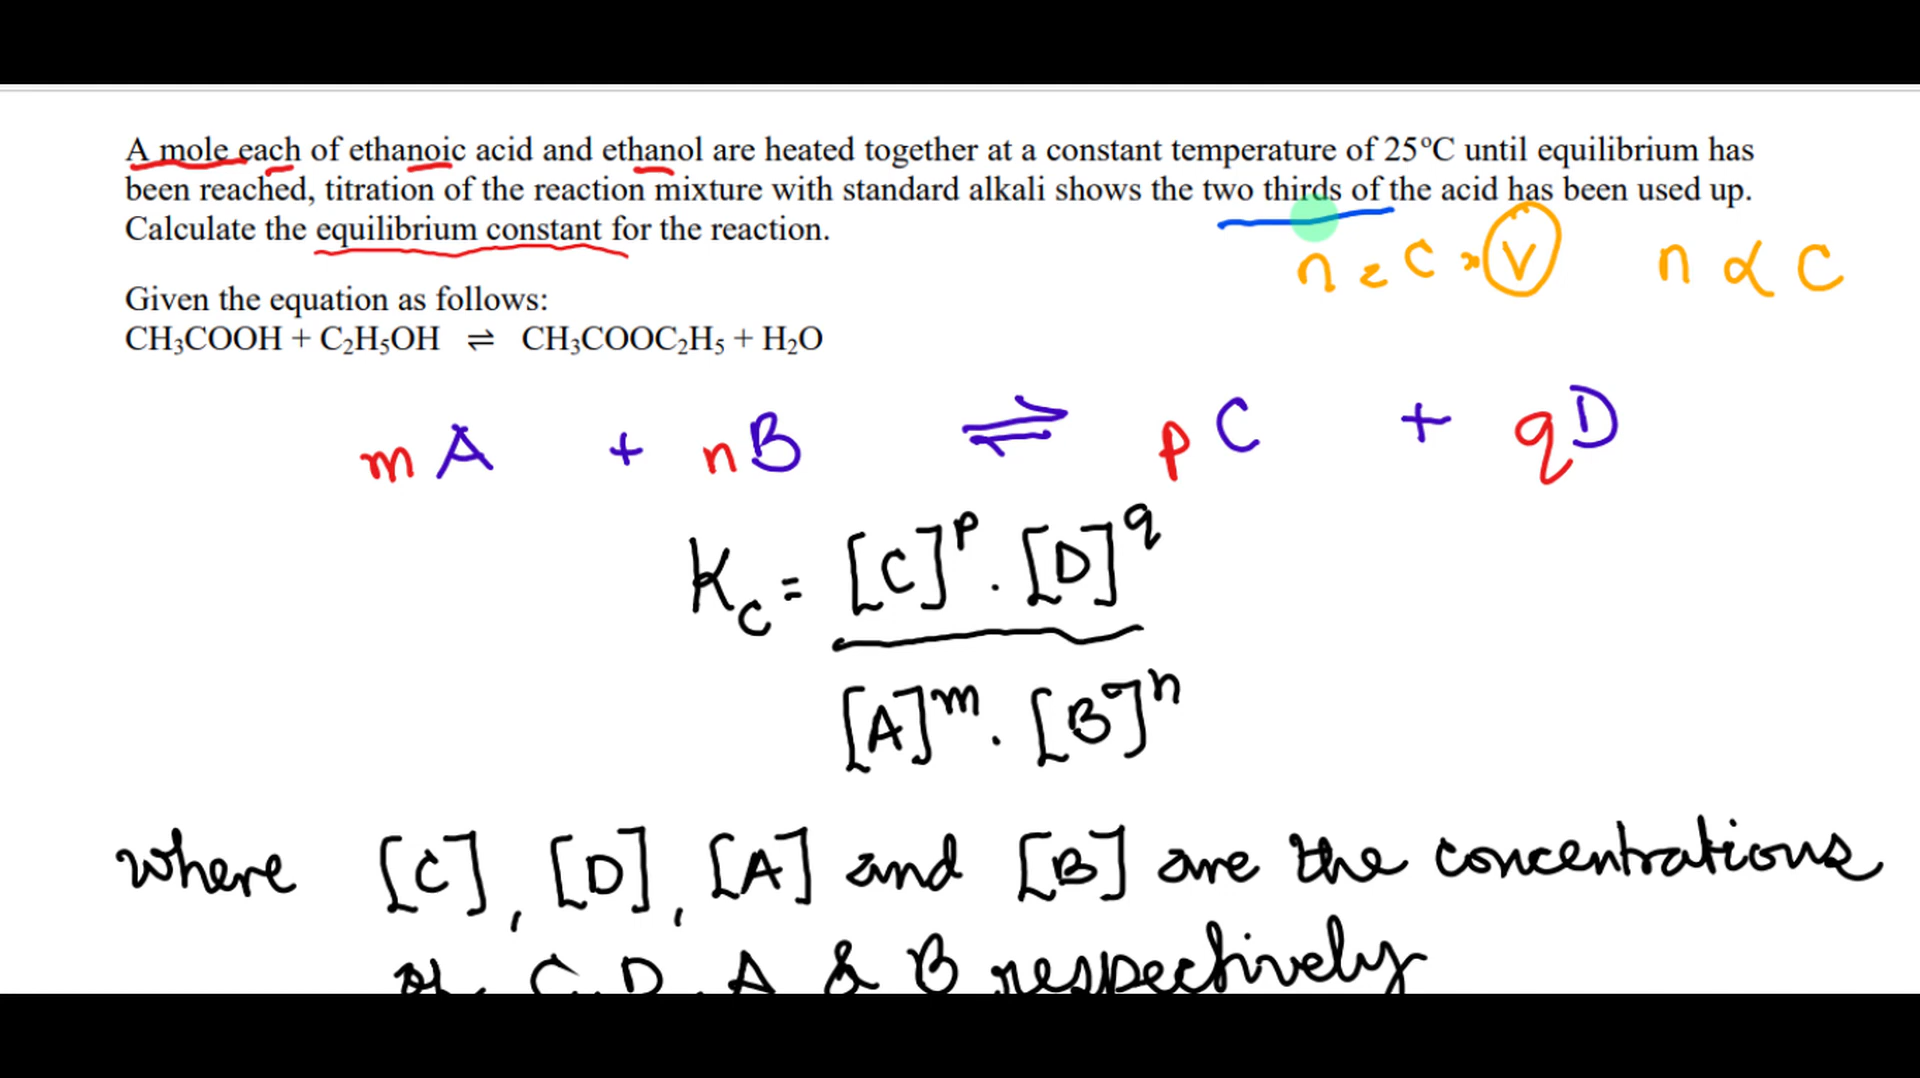 A mole each of ethanoic acid and ethanol are heated together at a constant temperature of 25°C until equilibrium has
been reached, titration of the reaction mixture with standard alkali shows the two thirds of the acid has been used up.
Calculate the equilibrium constant for the reaction.
n = C × V n ∝ C
Given the equation as follows:
CH₃COOH + C₂H₅OH ⇌ CH₃COOC₂H₅ + H₂O
mA + nB ⇌ pC + qD
Kc = [C]^p . [D]^q
[A]^m . [B]^n
where [C], [D], [A] and [B] are the concentrations
of C, D, A & B respectively